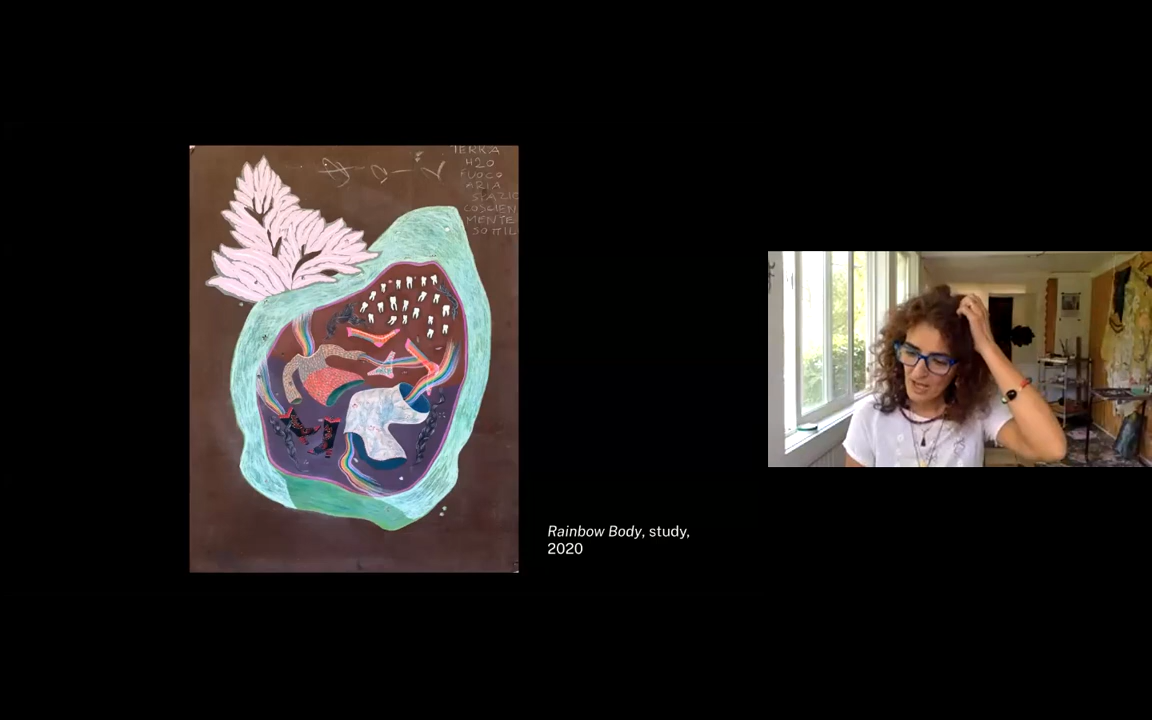 TERRA
H2O
FUOCO
ARIA
SPAZIO
COSCIEN
MENTE
SOTTIL
Rainbow Body, study,
2020